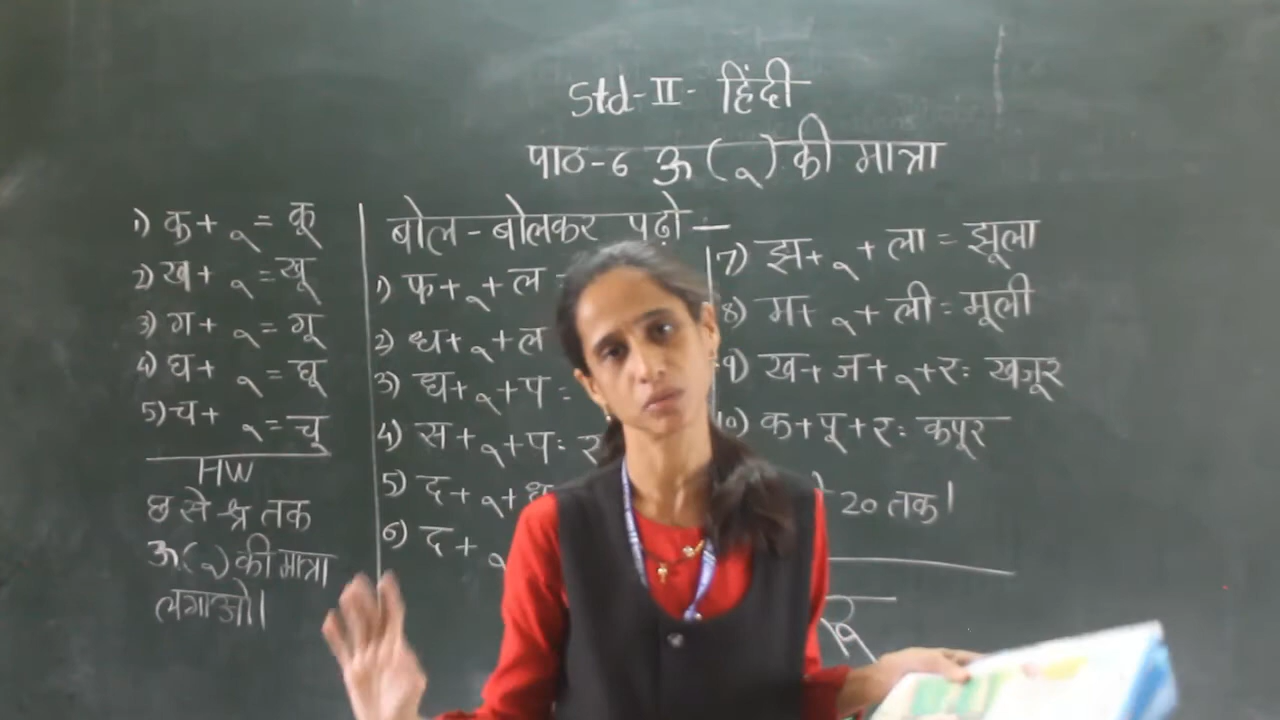 Std-II- हिंदी
पाठ-6 ऊ (ू) की मात्रा
1) क+ ू = कू
2) ख+ ू = खू
3) ग+ ू = गू
4) घ+ ू = घू
5) च+ ू = चू
HW
छ से श्र तक
ऊ(ू) की मात्रा
लगाओ।
बोल-बोलकर पढ़ो-
1) फ+ ू +ल
2) ध+ ू +ल
3) ध+ ू +प =
4) स+ ू +प =
5) द+ ू +ध
6) द+ ू
7) झ+ ू +ला = झूला
8) म+ ू +ली = मूली
9) ख+ज+ ू +र = खजूर
10) क+पू+र = कपूर
20 तक।